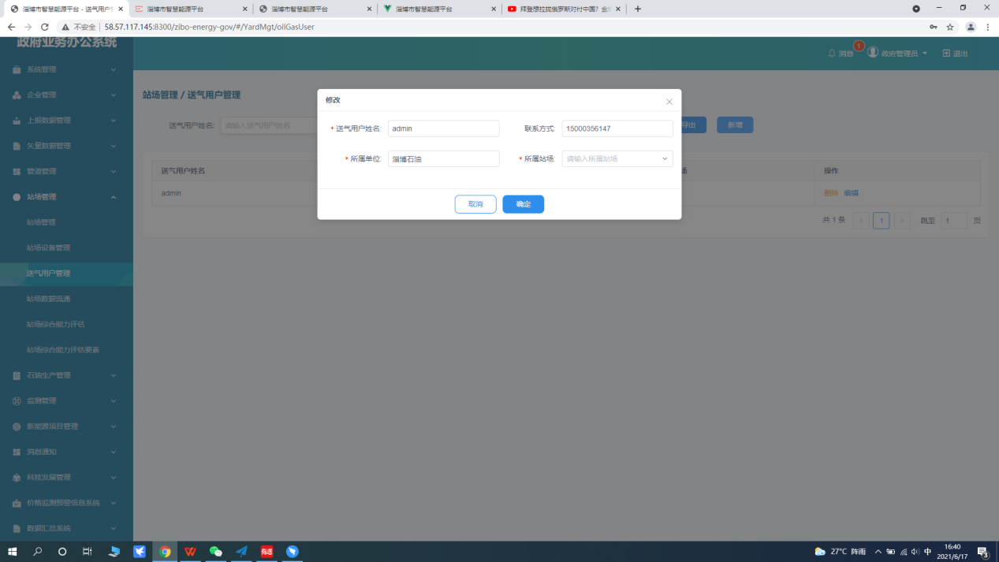 淄博市智慧能源平台 - 送气用户管
淄博市智慧能源平台
淄博市智慧能源平台
淄博市智慧能源平台
拜登想拉拢俄罗斯对付中国？
不安全
58.57.117.145:8300/zibo-energy-gov/#/YardMgt/oilGasUser
政府业务办公系统
消息
1
政府管理员
退出
系统管理
企业管理
上报数据管理
矢量数据管理
管道管理
站场管理
站场管理
站场设备管理
送气用户管理
站场数据流通
站场综合能力评估
站场综合能力评估要素
石油生产管理
监测管理
新能源项目管理
消息通知
科技发展管理
价格监测预警信息系统
数据汇总系统
站场管理 / 送气用户管理
送气用户姓名:
请输入送气用户姓名
导出
新增
送气用户姓名
场
操作
admin
删除
编辑
共 1 条
<
1
>
跳至
1
页
修改
* 送气用户姓名:
admin
联系方式:
15000356147
* 所属单位:
淄博石油
* 所属站场:
请输入所属站场
取消
确定
有道
27°C 阵雨
中
16:40
2021/6/17
3